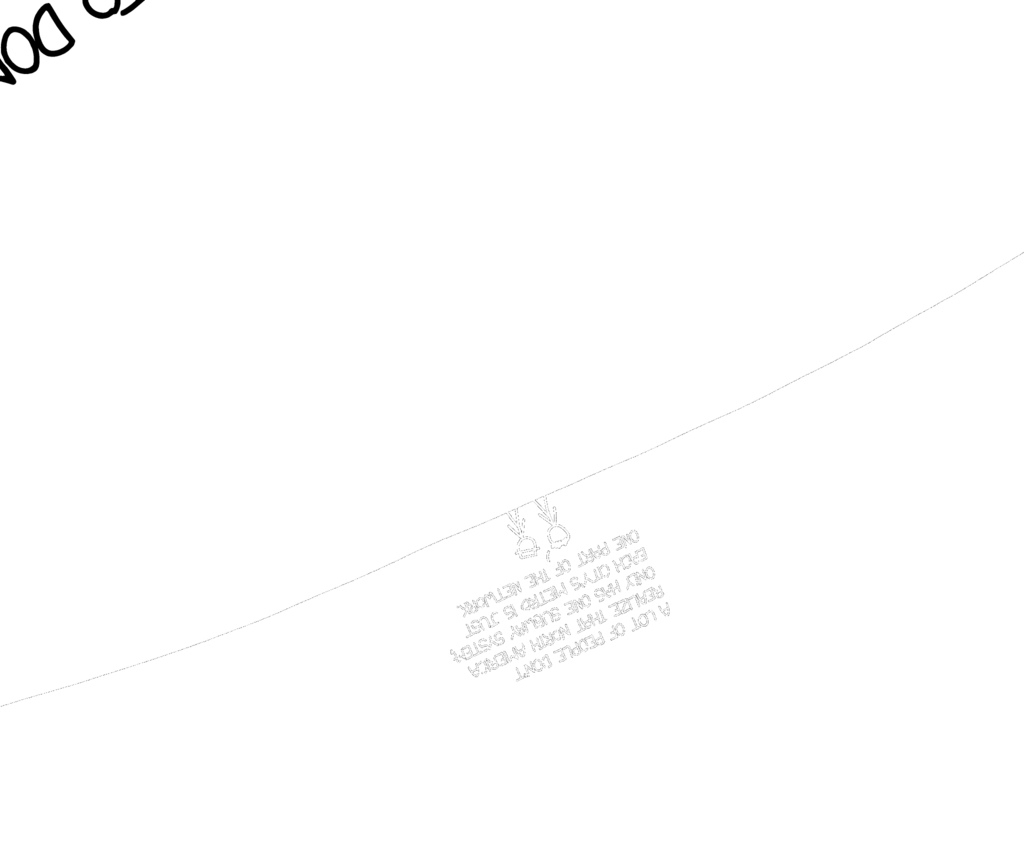 A LOT OF PEOPLE DON'T
REALIZE THAT NORTH AMERICA
ONLY HAS ONE SUBWAY SYSTEM;
EACH CITY'S METRO IS JUST
ONE PART OF THE NETWORK.